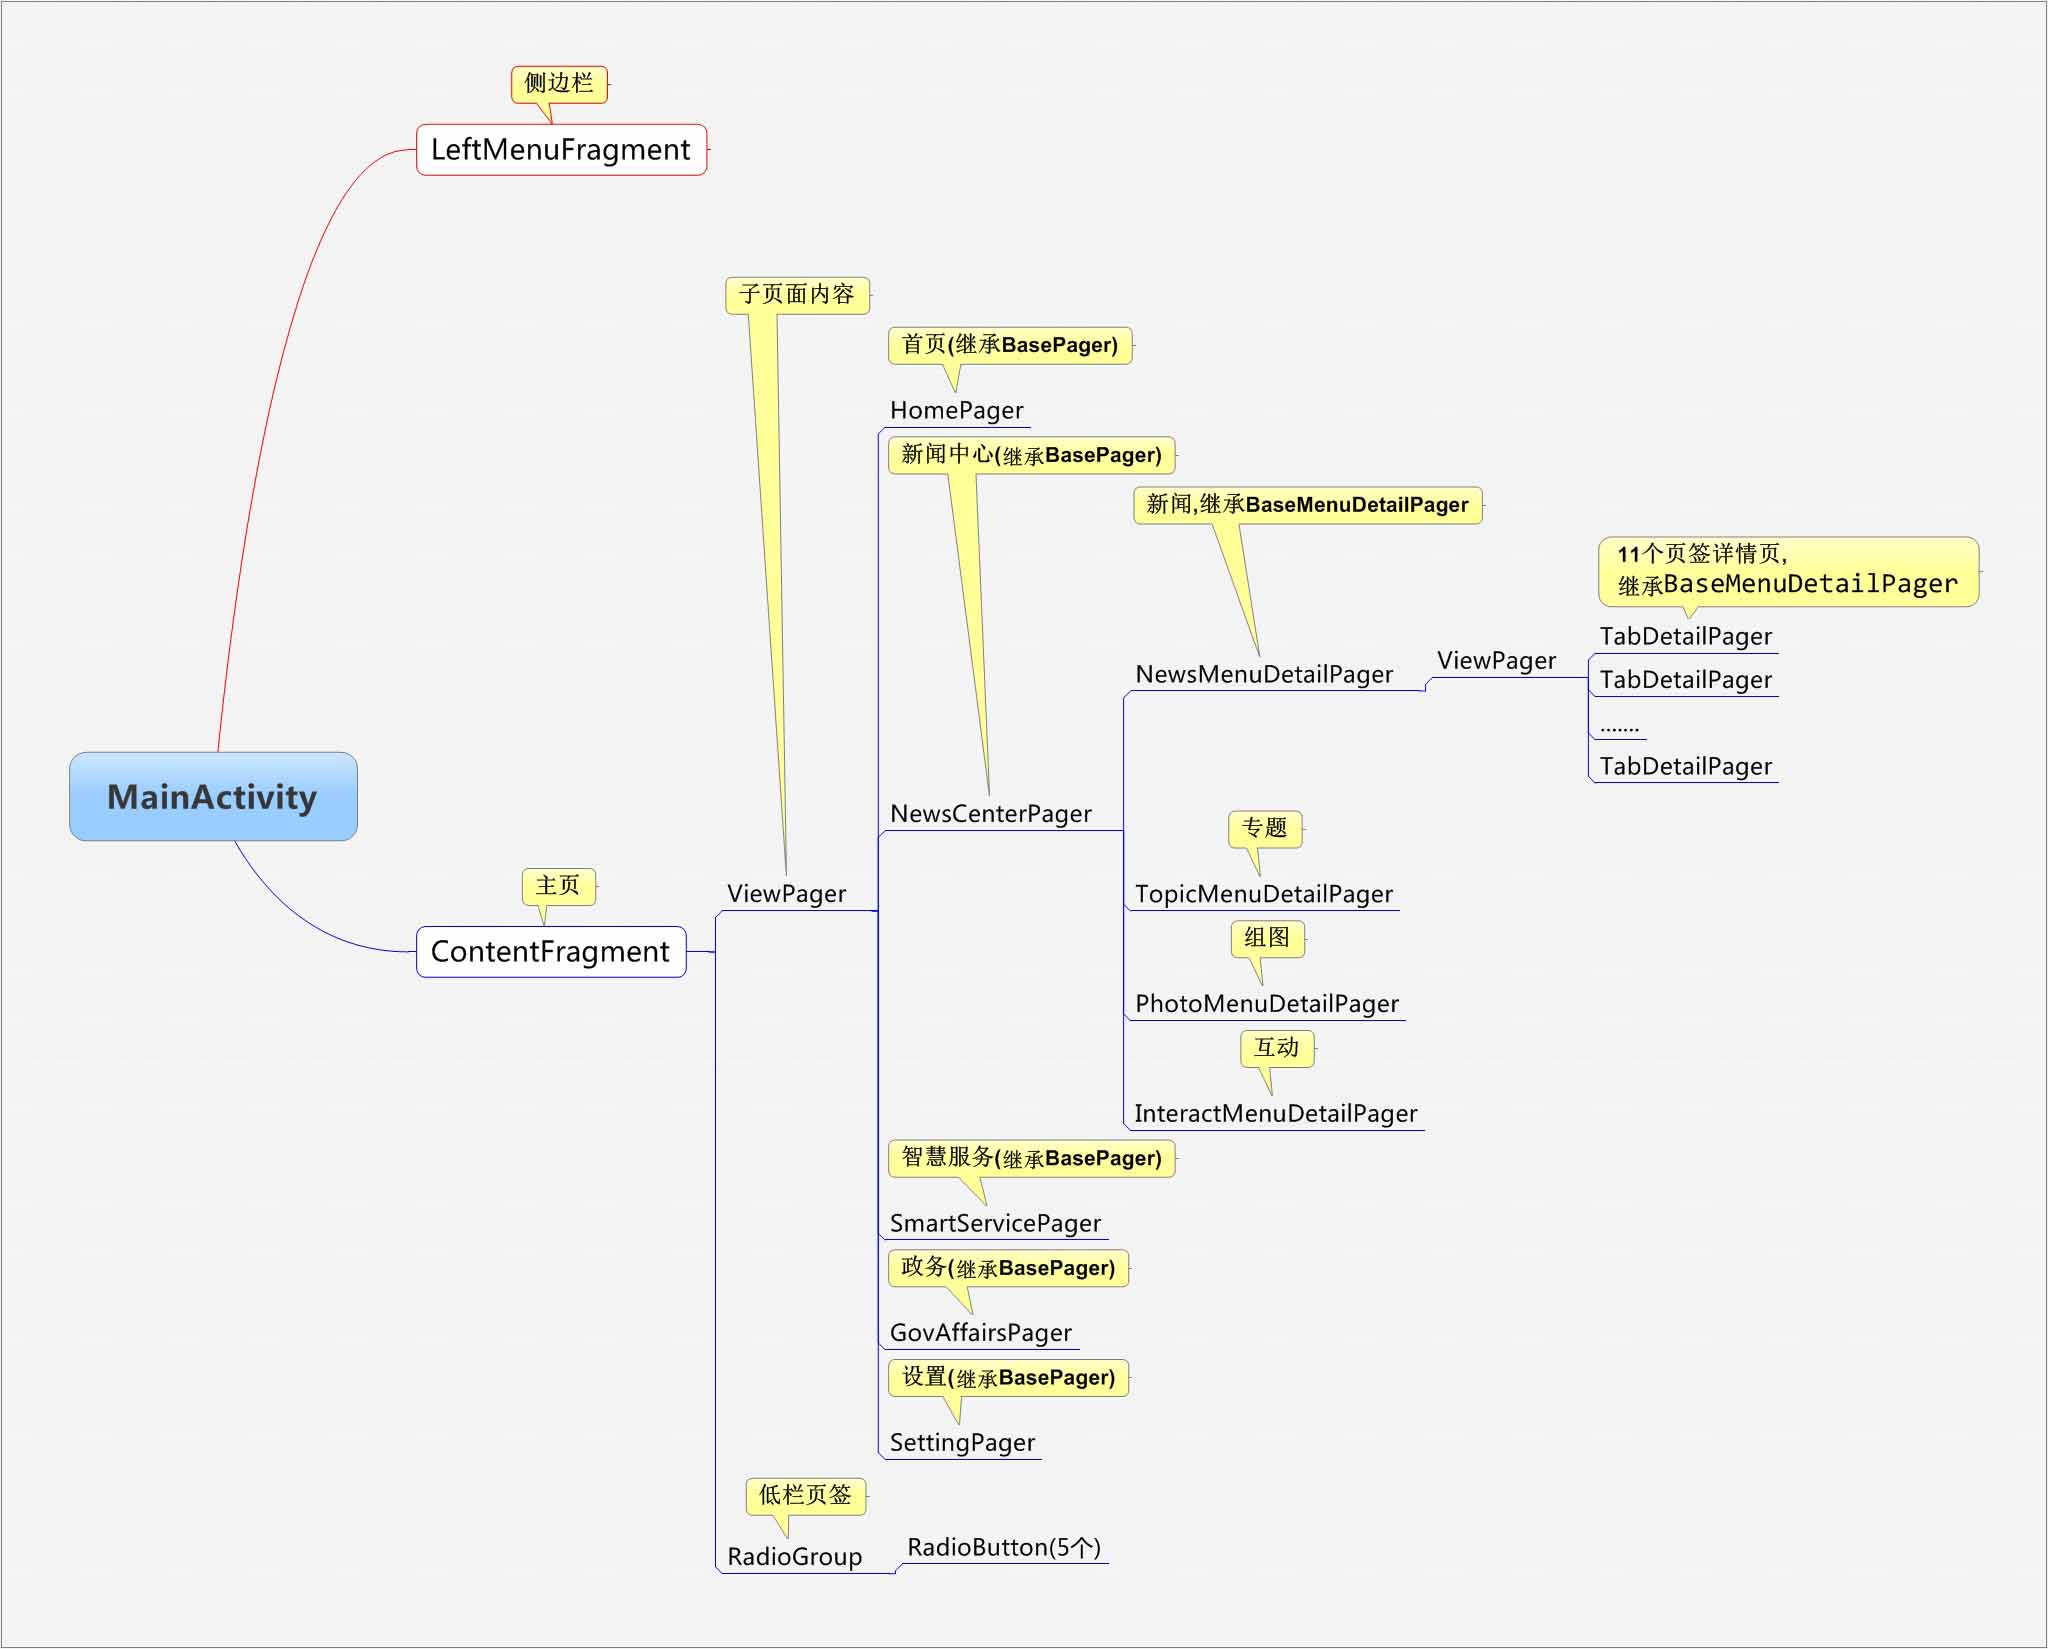 侧边栏
LeftMenuFragment
子页面内容
首页(继承BasePager)
HomePager
新闻中心(继承BasePager)
新闻,继承BaseMenuDetailPager
11个页签详情页,
继承BaseMenuDetailPager
TabDetailPager
ViewPager
NewsMenuDetailPager
TabDetailPager
.......
TabDetailPager
MainActivity
NewsCenterPager
专题
主页
ViewPager
TopicMenuDetailPager
组图
ContentFragment
PhotoMenuDetailPager
互动
InteractMenuDetailPager
智慧服务(继承BasePager)
SmartServicePager
政务(继承BasePager)
GovAffairsPager
设置(继承BasePager)
SettingPager
低栏页签
RadioGroup
RadioButton(5个)